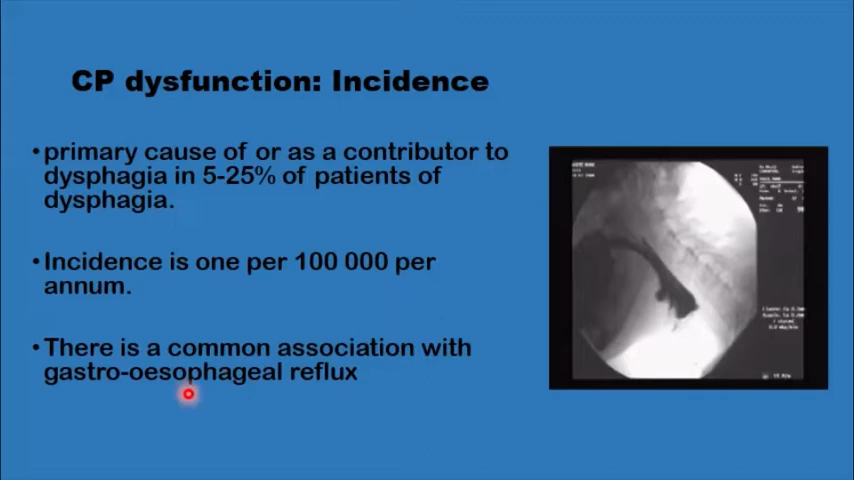 CP dysfunction: Incidence
•primary cause of or as a contributor to
dysphagia in 5-25% of patients of
dysphagia.
•Incidence is one per 100 000 per
annum.
•There is a common association with
gastro-oesophageal reflux